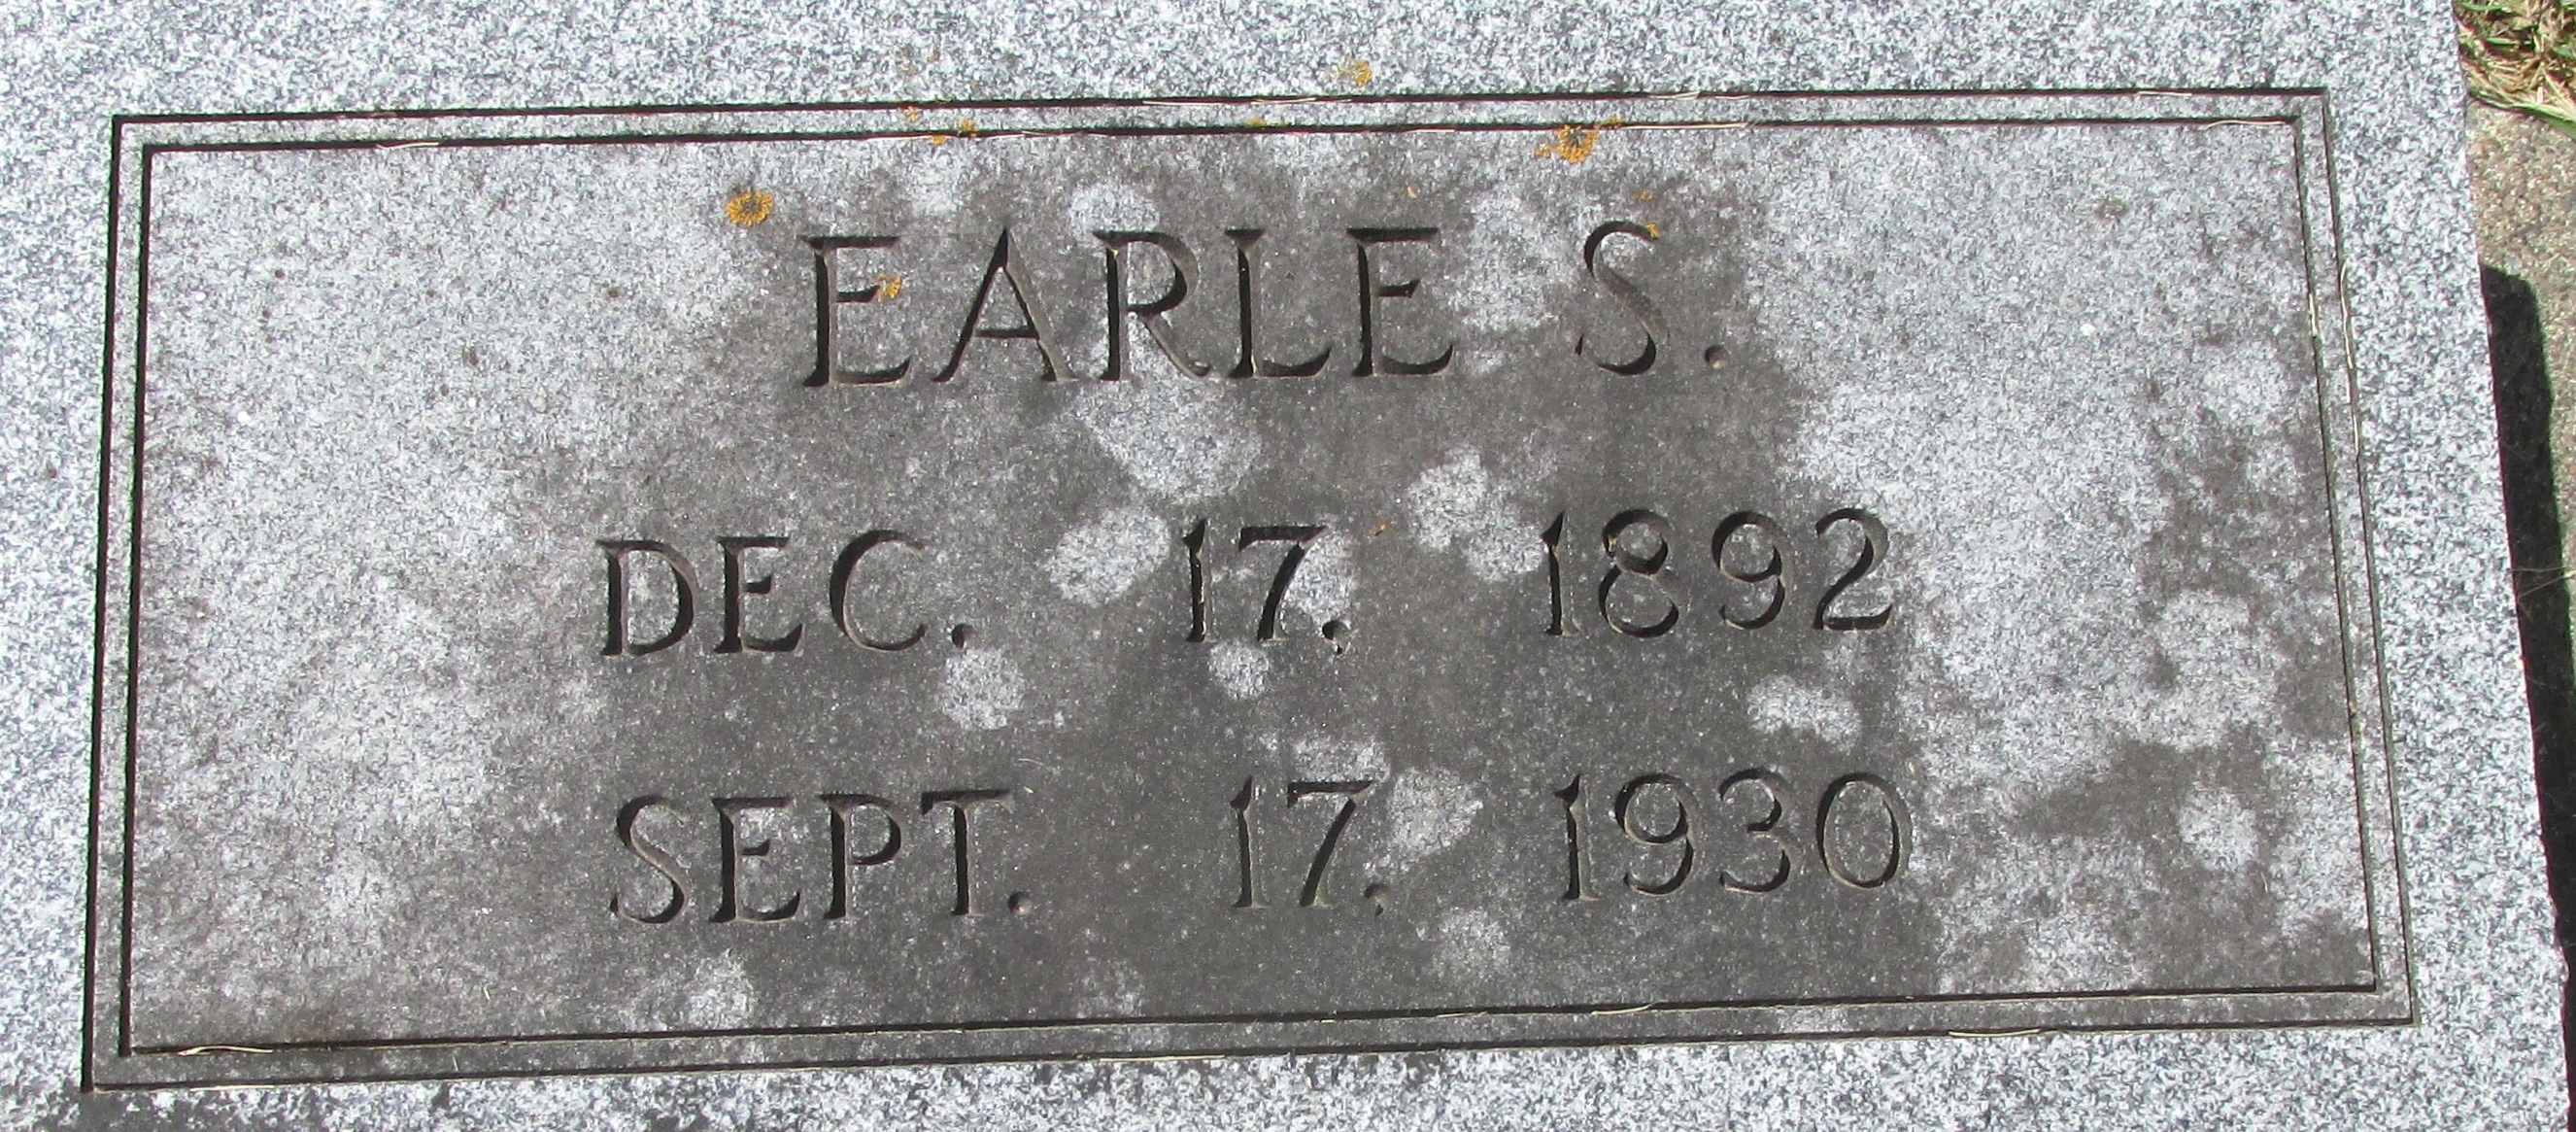 EARLE S.
DEC. 17, 1892
SEPT. 17, 1930